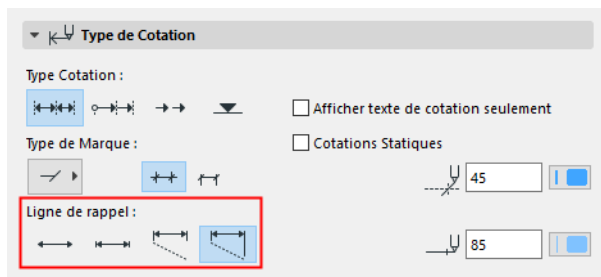 Type de Cotation
Type Cotation :
Afficher texte de cotation seulement
Type de Marque :
Cotations Statiques
45
Ligne de rappel :
85